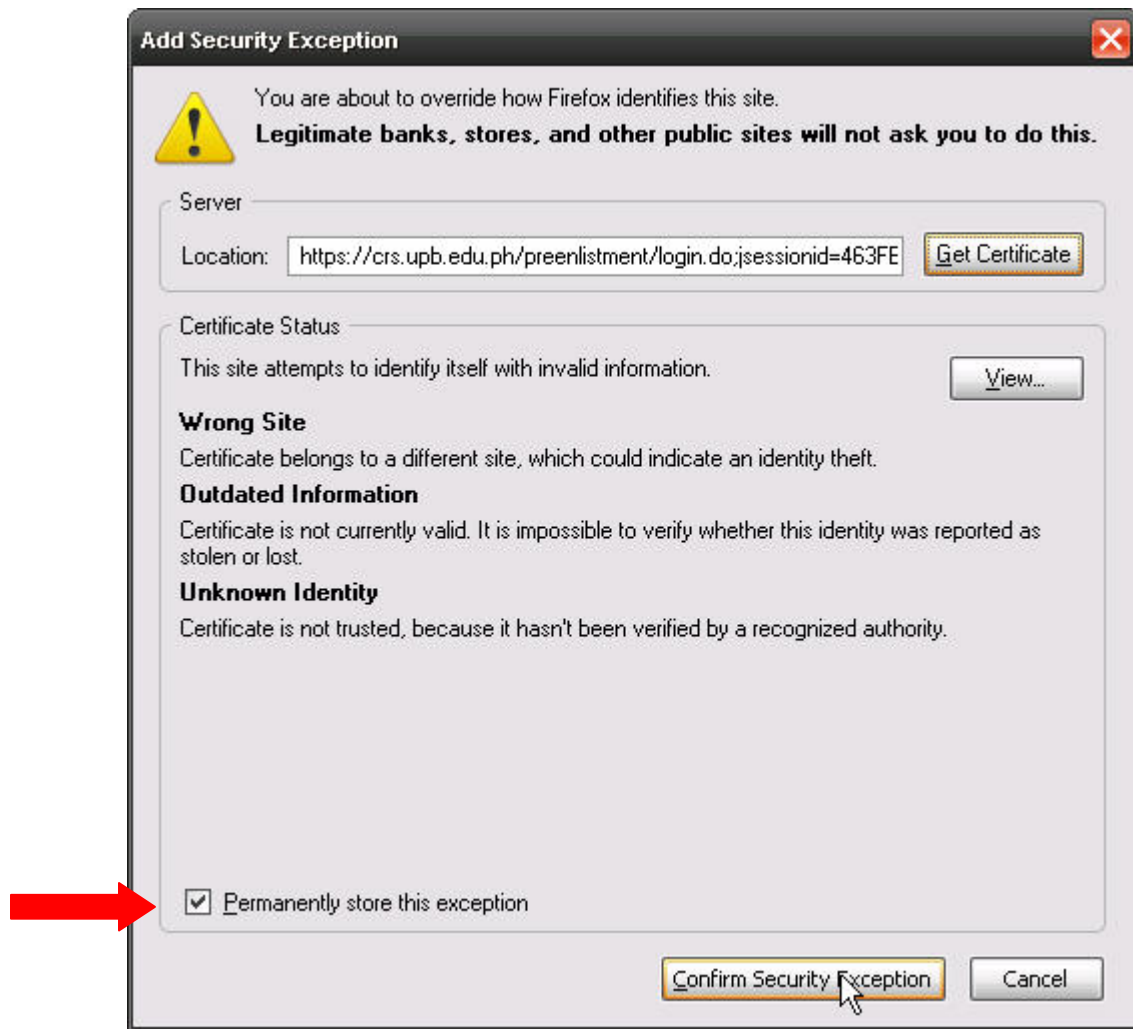 Add Security Exception
You are about to override how Firefox identifies this site.
Legitimate banks, stores, and other public sites will not ask you to do this.
Server
Location: https://crs.upb.edu.ph/preenlistment/login.do;jsessionid=463FE Get Certificate
Certificate Status
This site attempts to identify itself with invalid information. View...
Wrong Site
Certificate belongs to a different site, which could indicate an identity theft.
Outdated Information
Certificate is not currently valid. It is impossible to verify whether this identity was reported as
stolen or lost.
Unknown Identity
Certificate is not trusted, because it hasn't been verified by a recognized authority.
Permanently store this exception
Confirm Security Exception Cancel